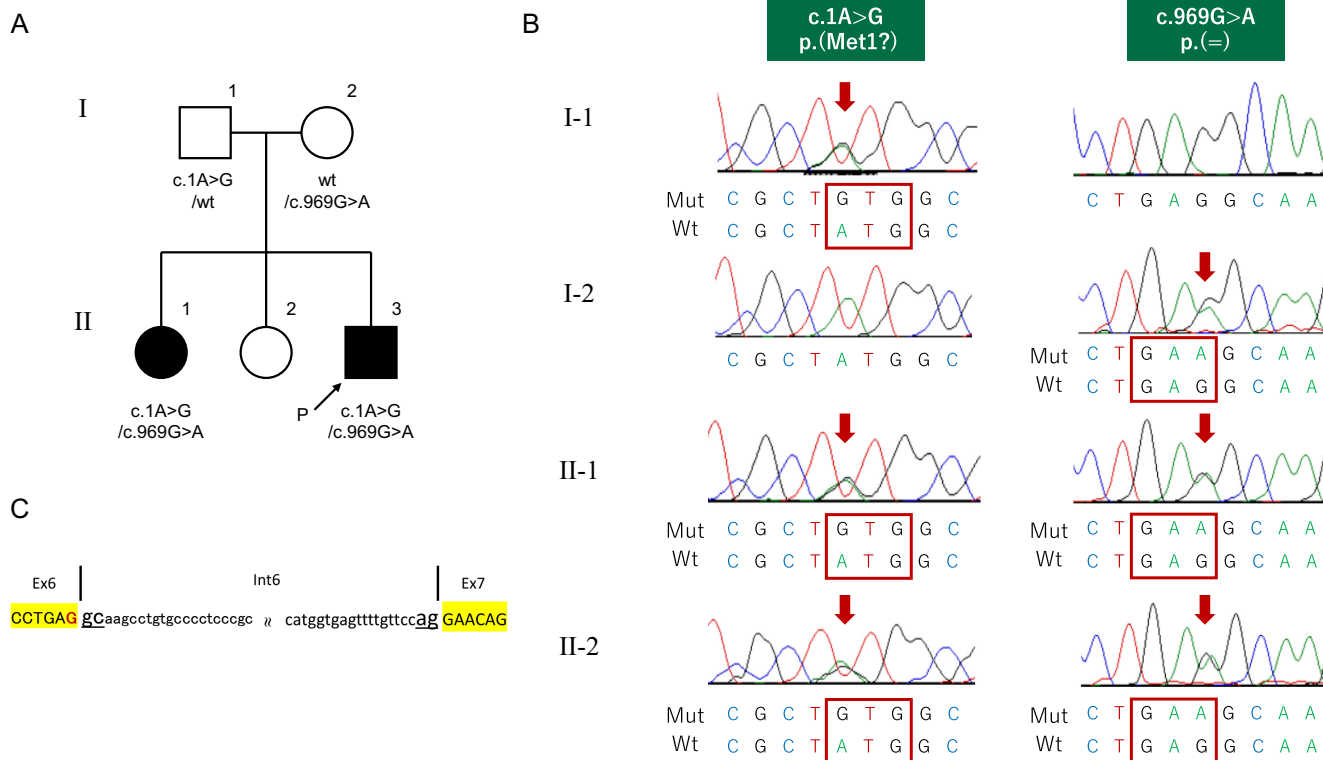 A
I
1
2
c.1A>G
/wt
wt
/c.969G>A
II
1
2
3
P
c.1A>G
/c.969G>A
c.1A>G
/c.969G>A
B
c.1A>G
p.(Met1?)
c.969G>A
p.(=)
I-1
Mut C G C T G T G G C
Wt C G C T A T G G C
C T G A G G C A A
I-2
C G C T A T G G C
Mut C T G A A G C A A
Wt C T G A G G C A A
II-1
Mut C G C T G T G G C
Wt C G C T A T G G C
Mut C T G A A G C A A
Wt C T G A G G C A A
II-2
Mut C G C T G T G G C
Wt C G C T A T G G C
Mut C T G A A G C A A
Wt C T G A G G C A A
C
Ex6 Int6 Ex7
CCTGAG gcaagcctgtgcccctcccgc ≈ catggtgagttttgttccag GAACAG